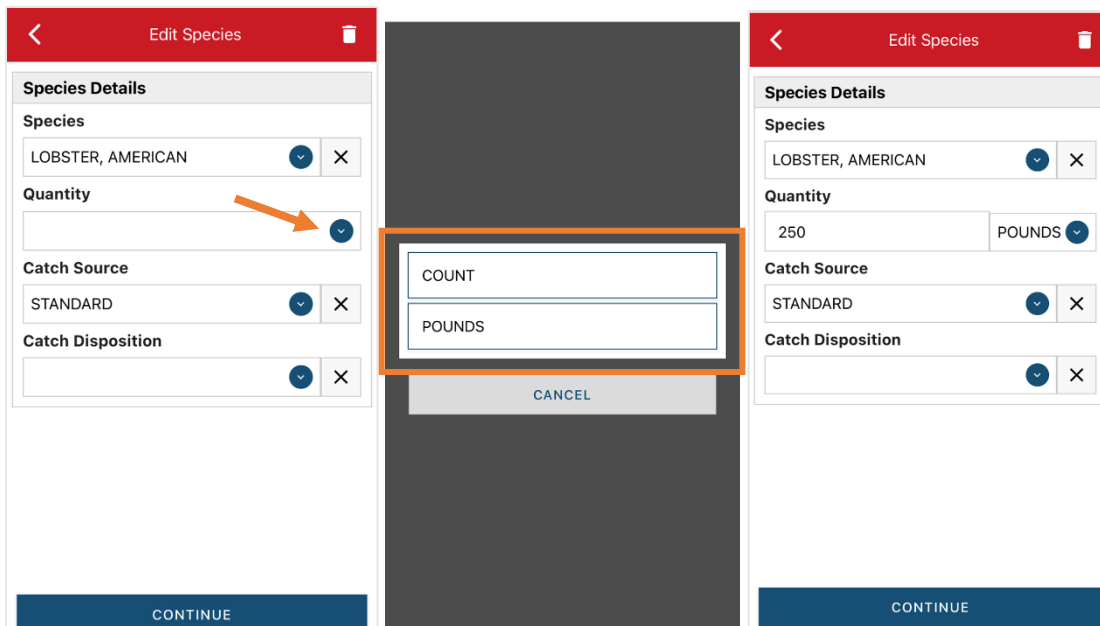 Edit Species
Species Details
Species
LOBSTER, AMERICAN
Quantity
Catch Source
STANDARD
Catch Disposition
CONTINUE
COUNT
POUNDS
CANCEL
Edit Species
Species Details
Species
LOBSTER, AMERICAN
Quantity
250 POUNDS
Catch Source
STANDARD
Catch Disposition
CONTINUE